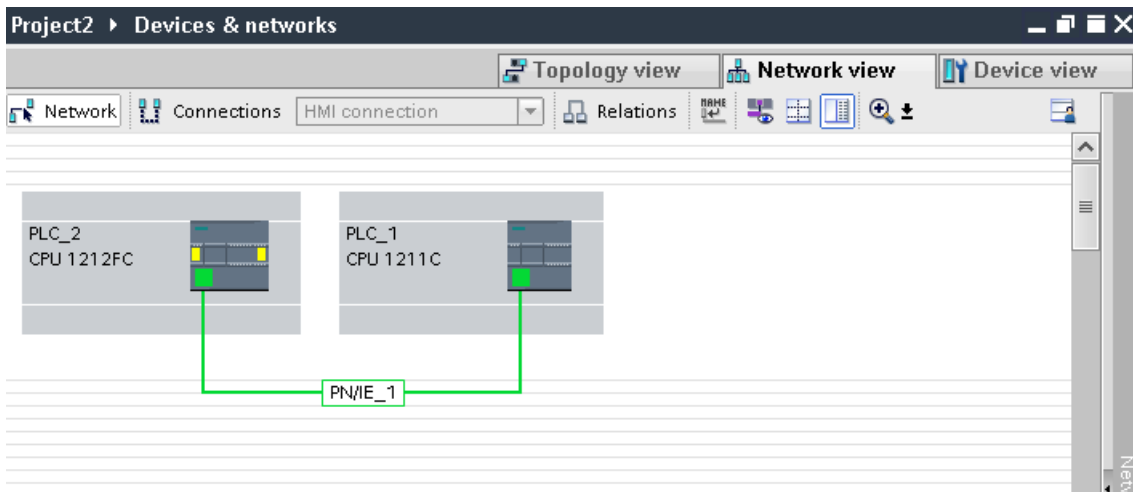 Project2 ▸ Devices & networks
Topology view Network view Device view
Network Connections HMI connection Relations
PLC_2 PLC_1
CPU 1212FC CPU 1211C
PN/IE_1